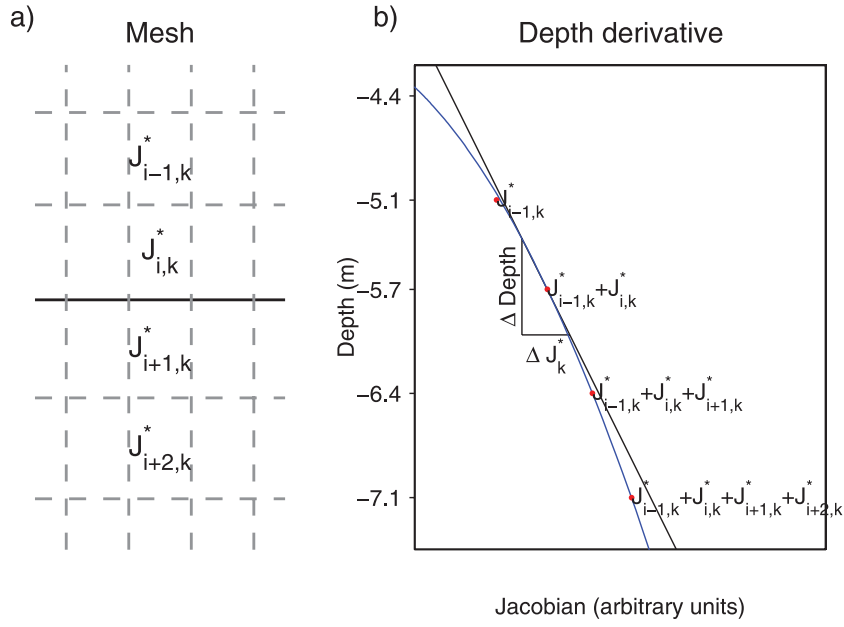 a)
Mesh
J*i−1,k
J*i,k
J*i+1,k
J*i+2,k
b)
Depth derivative
Depth (m)
−4.4
−5.1
−5.7
−6.4
−7.1
J*i−1,k
Δ Depth
J*i−1,k+J*i,k
Δ J*k
J*i−1,k+J*i,k+J*i+1,k
J*i−1,k+J*i,k+J*i+1,k+J*i+2,k
Jacobian (arbitrary units)